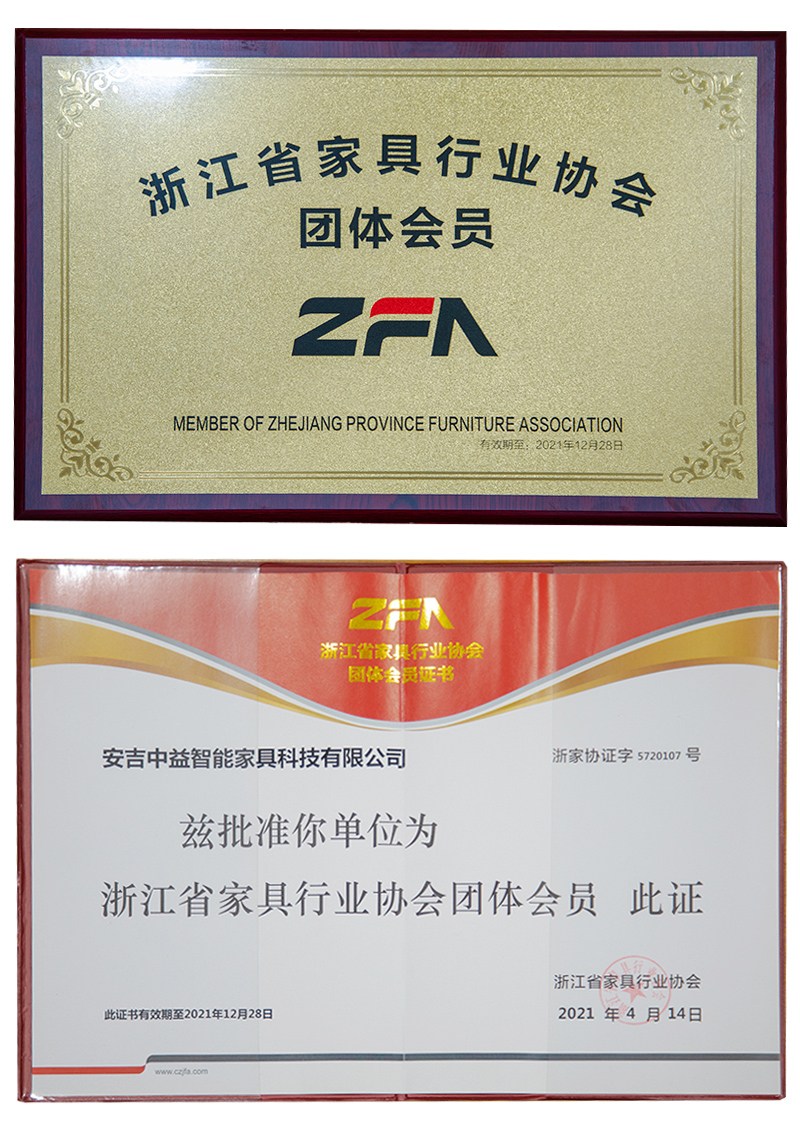 浙江省家具行业协会
团体会员
ZFA
MEMBER OF ZHEJIANG PROVINCE FURNITURE ASSOCIATION
有效期至：2021年12月28日
ZFA
浙江省家具行业协会
团体会员证书
安吉中益智能家具科技有限公司
浙家协证字 5720107 号
兹批准你单位为
浙江省家具行业协会团体会员 此证
浙江省家具行业协会
此证书有效期至2021年12月28日
2021 年 4 月 14日
www.czjfa.com